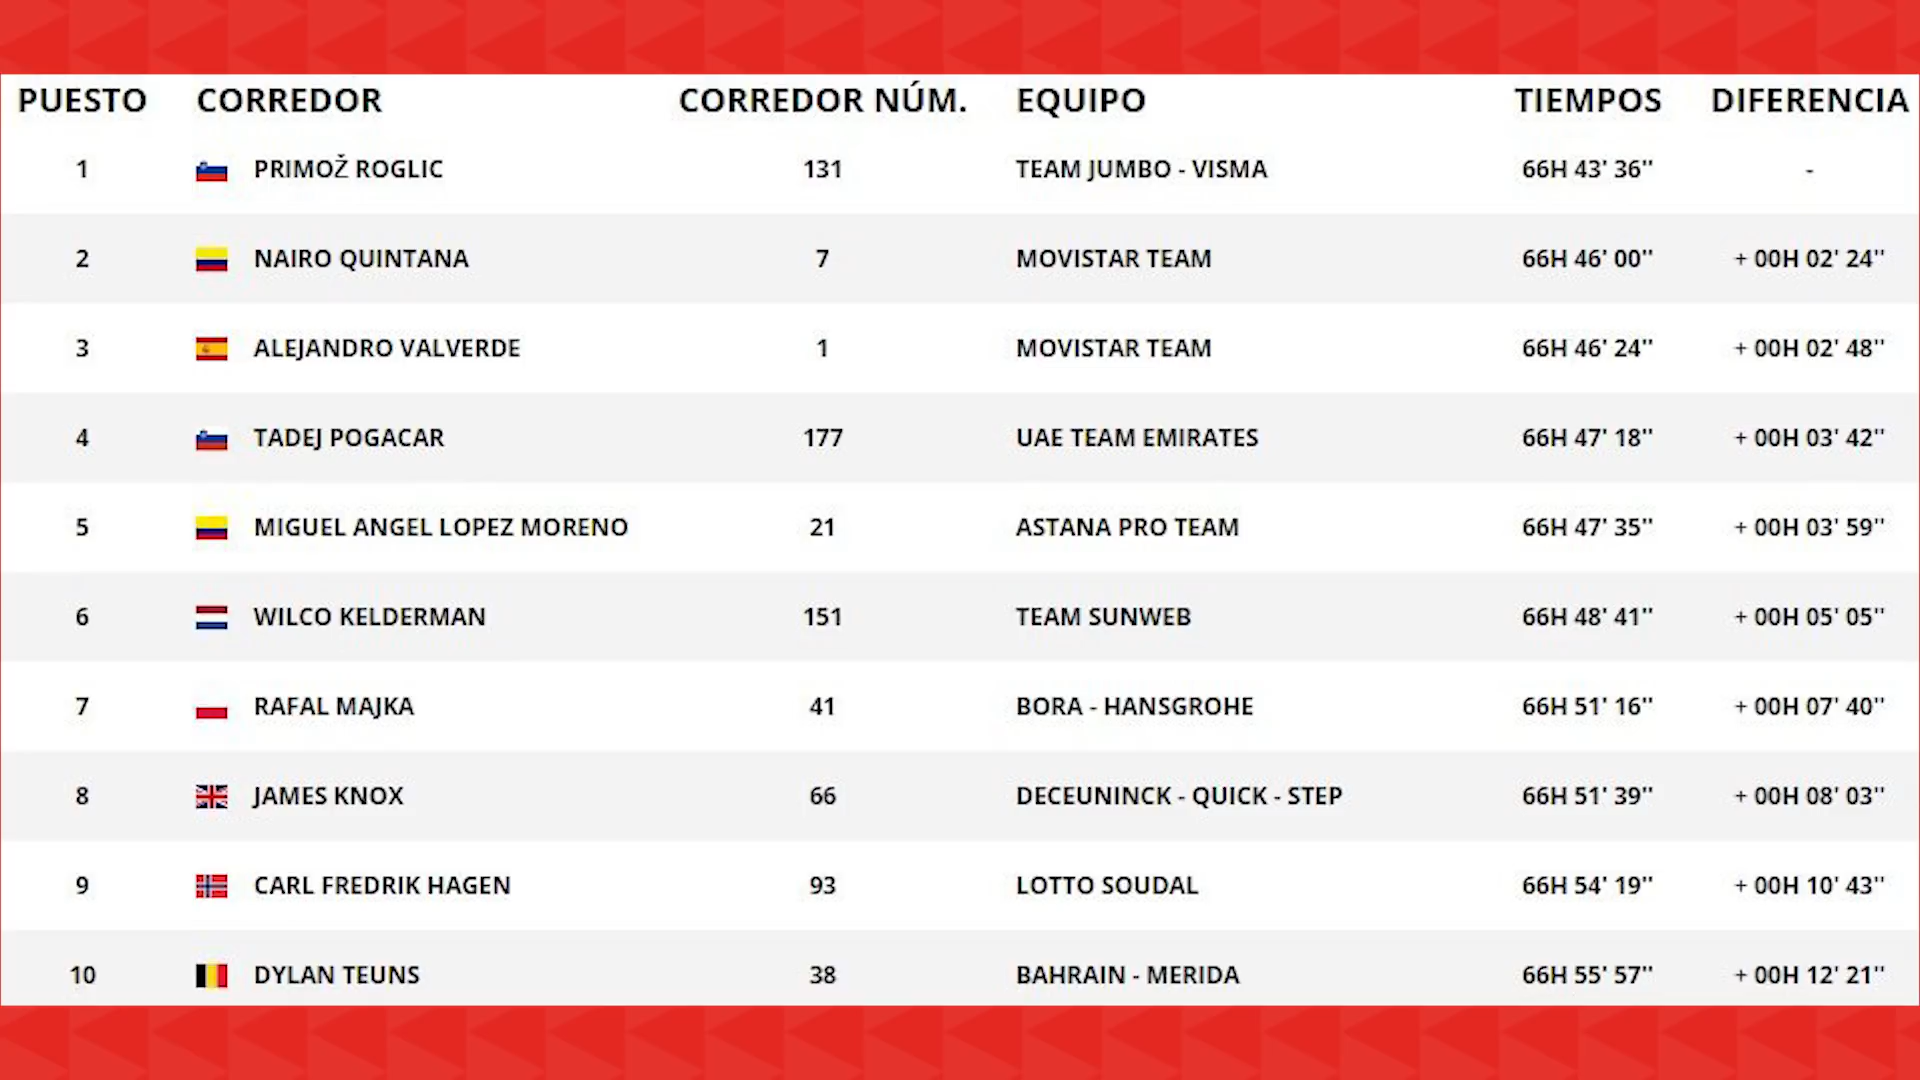 PUESTO CORREDOR CORREDOR NÚM. EQUIPO TIEMPOS DIFERENCIA
1 PRIMOŽ ROGLIC 131 TEAM JUMBO - VISMA 66H 43' 36'' -
2 NAIRO QUINTANA 7 MOVISTAR TEAM 66H 46' 00'' + 00H 02' 24''
3 ALEJANDRO VALVERDE 1 MOVISTAR TEAM 66H 46' 24'' + 00H 02' 48''
4 TADEJ POGACAR 177 UAE TEAM EMIRATES 66H 47' 18'' + 00H 03' 42''
5 MIGUEL ANGEL LOPEZ MORENO 21 ASTANA PRO TEAM 66H 47' 35'' + 00H 03' 59''
6 WILCO KELDERMAN 151 TEAM SUNWEB 66H 48' 41'' + 00H 05' 05''
7 RAFAL MAJKA 41 BORA - HANSGROHE 66H 51' 16'' + 00H 07' 40''
8 JAMES KNOX 66 DECEUNINCK - QUICK - STEP 66H 51' 39'' + 00H 08' 03''
9 CARL FREDRIK HAGEN 93 LOTTO SOUDAL 66H 54' 19'' + 00H 10' 43''
10 DYLAN TEUNS 38 BAHRAIN - MERIDA 66H 55' 57'' + 00H 12' 21''